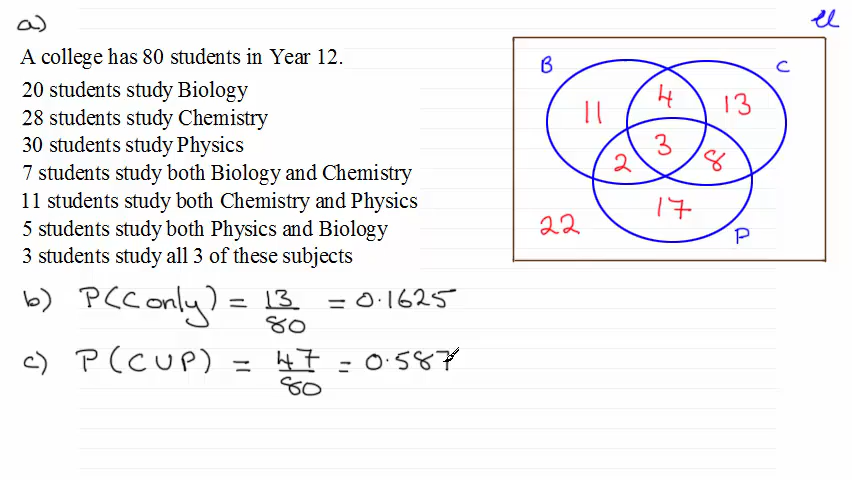 a)
A college has 80 students in Year 12.
20 students study Biology
28 students study Chemistry
30 students study Physics
7 students study both Biology and Chemistry
11 students study both Chemistry and Physics
5 students study both Physics and Biology
3 students study all 3 of these subjects
U
B
C
11
4
13
3
2
8
17
22
P
b) P(C only) = 13/80 = 0.1625
c) P(C ∪ P) = 47/80 = 0.587